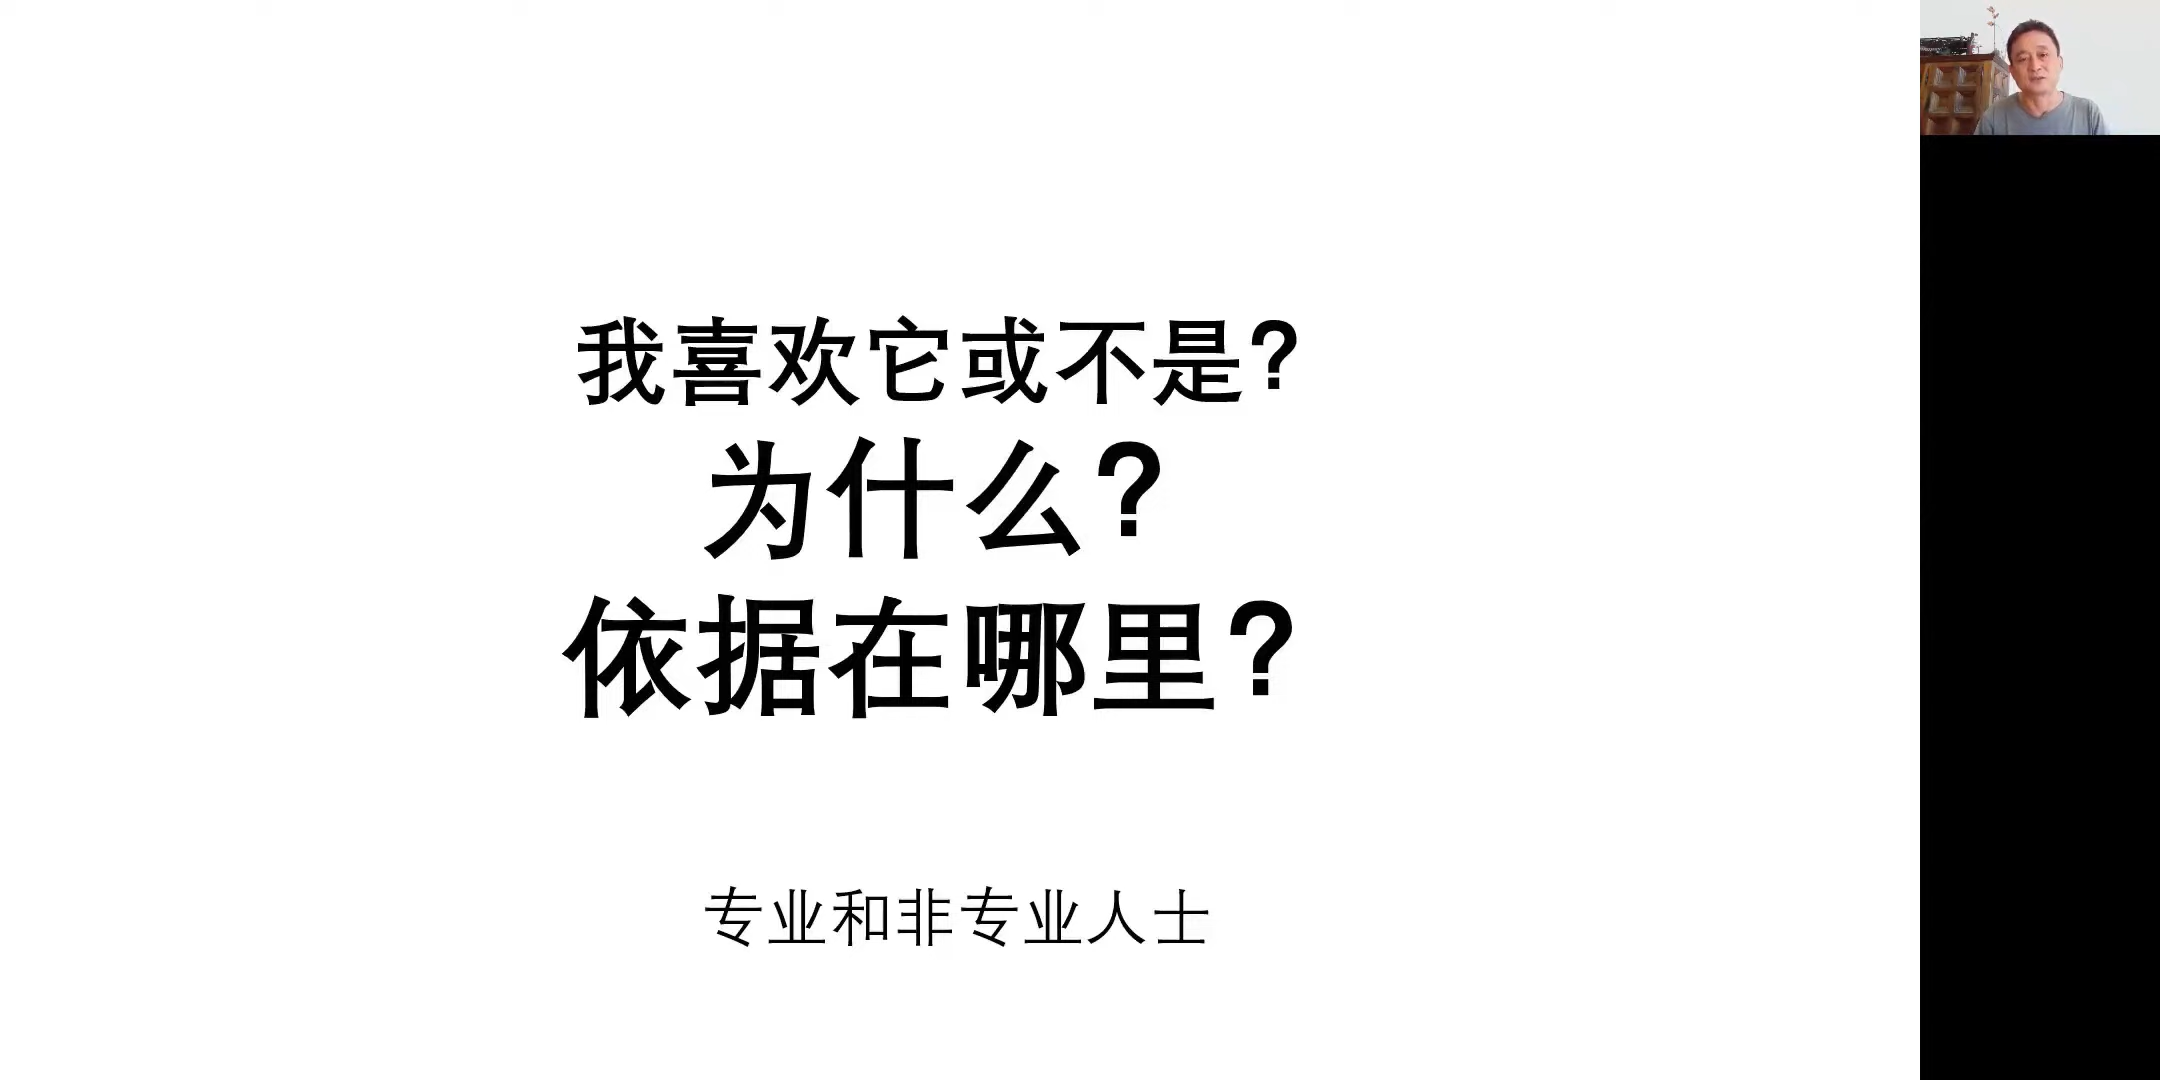 我喜欢它或不是?
为什么?
依据在哪里?
专业和非专业人士